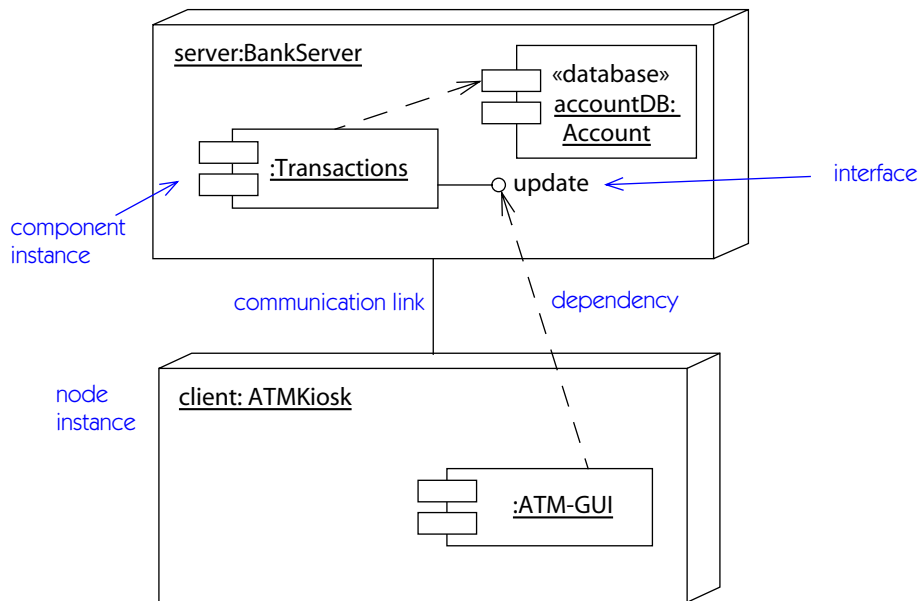 server:BankServer
«database»
accountDB:
Account
:Transactions
update
interface
component
instance
communication link
dependency
node
instance
client: ATMKiosk
:ATM-GUI